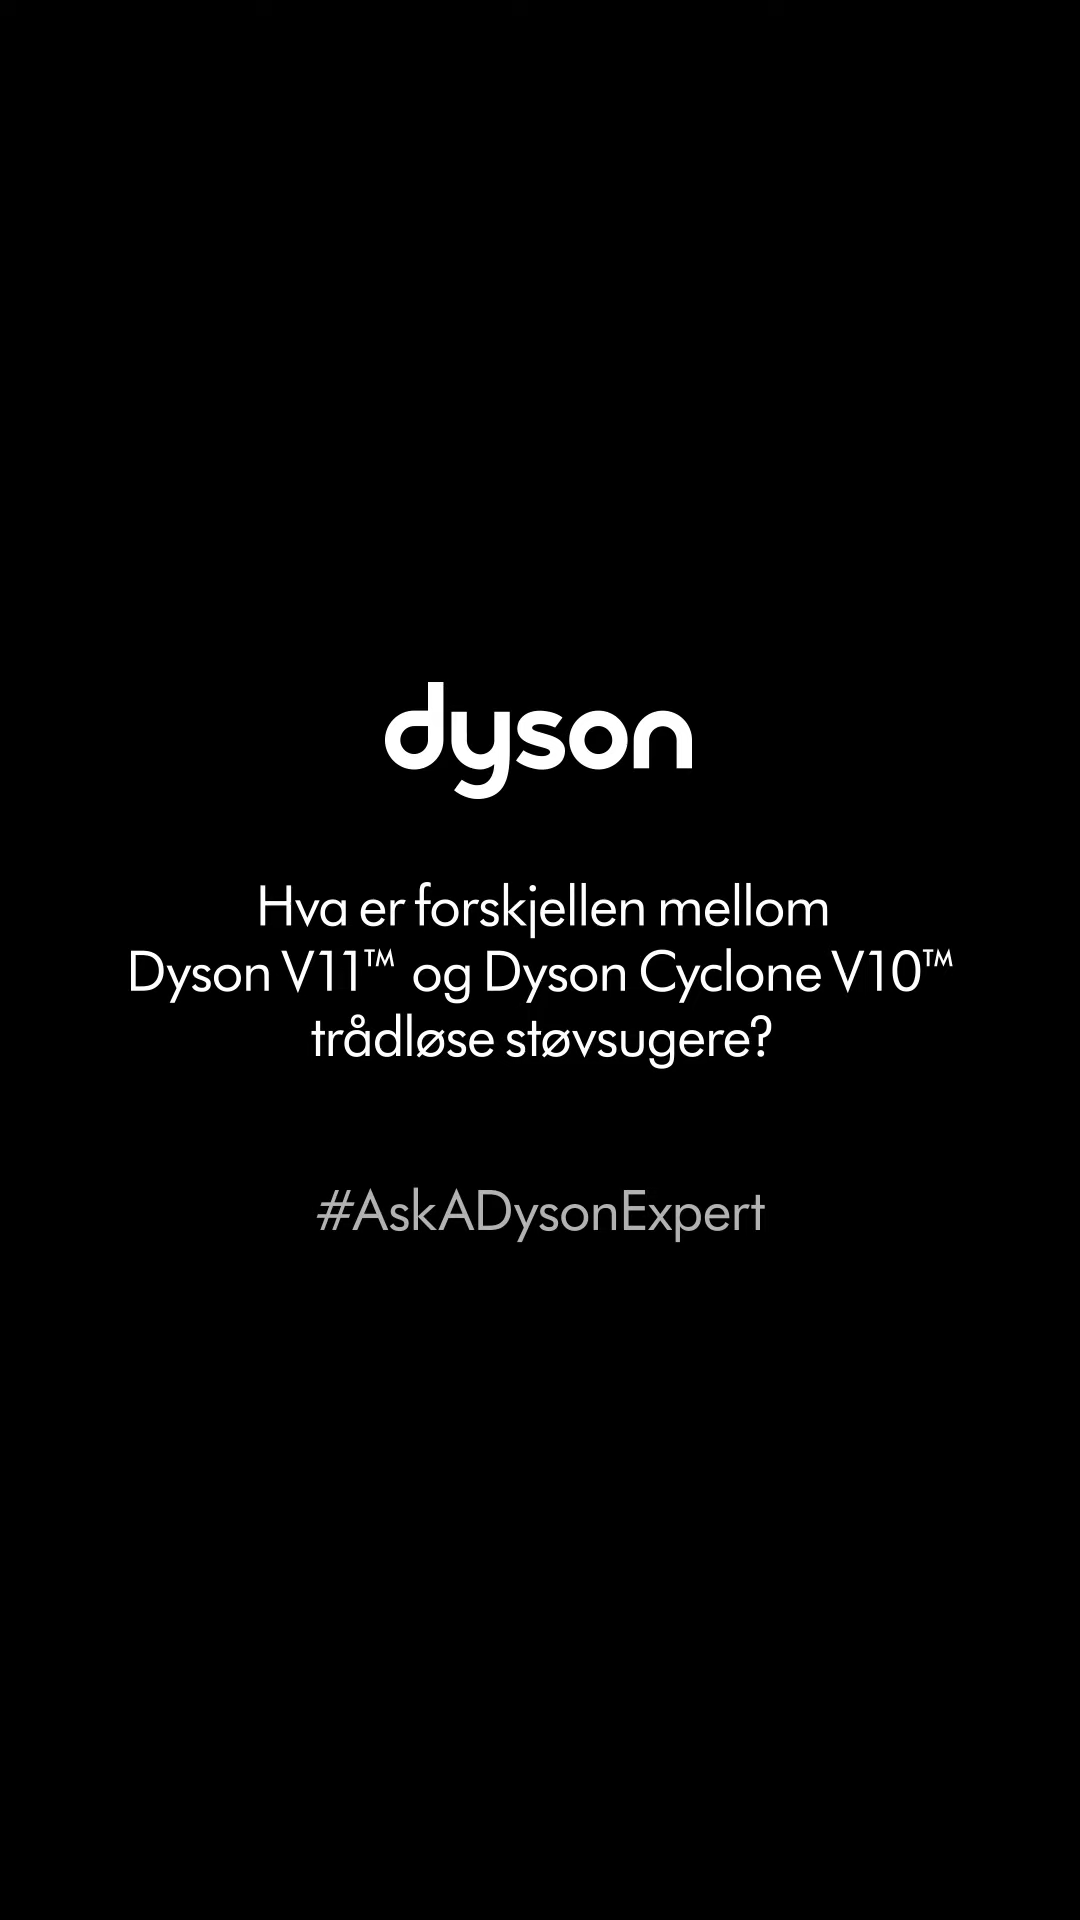 dyson
Hva er forskjellen mellom
Dyson V11™ og Dyson Cyclone V10™
trådløse støvsugere?
#AskADysonExpert